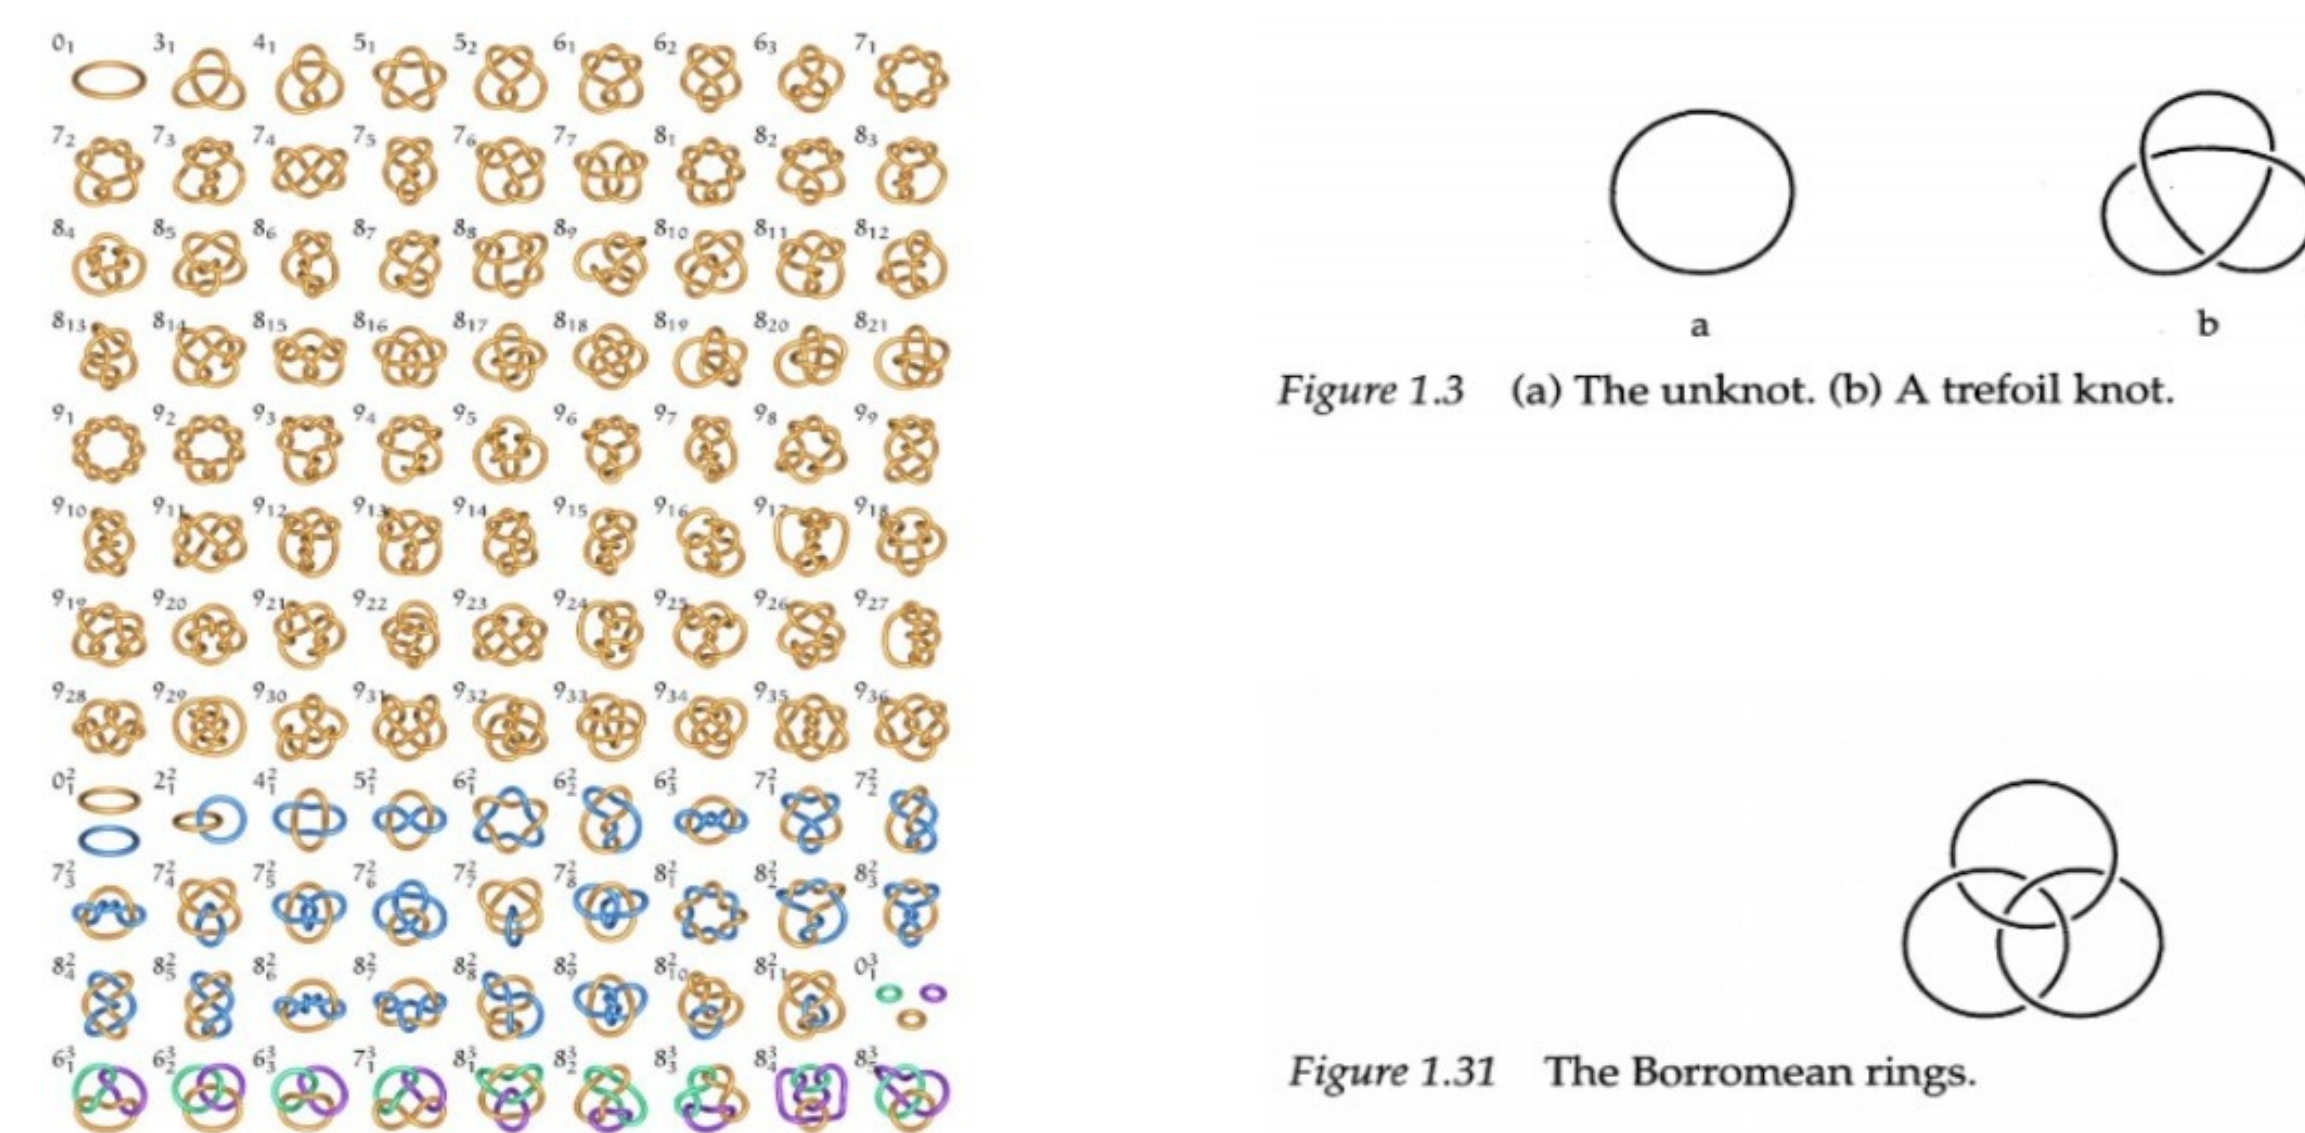 0₁ 3₁ 4₁ 5₁ 5₂ 6₁ 6₂ 6₃ 7₁
7₂ 7₃ 7₄ 7₅ 7₆ 7₇ 8₁ 8₂ 8₃
8₄ 8₅ 8₆ 8₇ 8₈ 8₉ 8₁₀ 8₁₁ 8₁₂
8₁₃ 8₁₄ 8₁₅ 8₁₆ 8₁₇ 8₁₈ 8₁₉ 8₂₀ 8₂₁
9₁ 9₂ 9₃ 9₄ 9₅ 9₆ 9₇ 9₈ 9₉
9₁₀ 9₁₁ 9₁₂ 9₁₃ 9₁₄ 9₁₅ 9₁₆ 9₁₇ 9₁₈
9₁₉ 9₂₀ 9₂₁ 9₂₂ 9₂₃ 9₂₄ 9₂₅ 9₂₆ 9₂₇
9₂₈ 9₂₉ 9₃₀ 9₃₁ 9₃₂ 9₃₃ 9₃₄ 9₃₅ 9₃₆
0²₁ 2²₁ 4²₁ 5²₁ 6²₁ 6²₂ 6²₃ 7²₁ 7²₂
7²₃ 7²₄ 7²₅ 7²₆ 7²₇ 7²₈ 8²₁ 8²₂ 8²₃
8²₄ 8²₅ 8²₆ 8²₇ 8²₈ 8²₉ 8²₁₀ 8²₁₁ 0³₁
6³₁ 6³₂ 6³₃ 7³₁ 8³₁ 8³₂ 8³₃ 8³₄ 8³₅
a b
Figure 1.3 (a) The unknot. (b) A trefoil knot.
Figure 1.31 The Borromean rings.